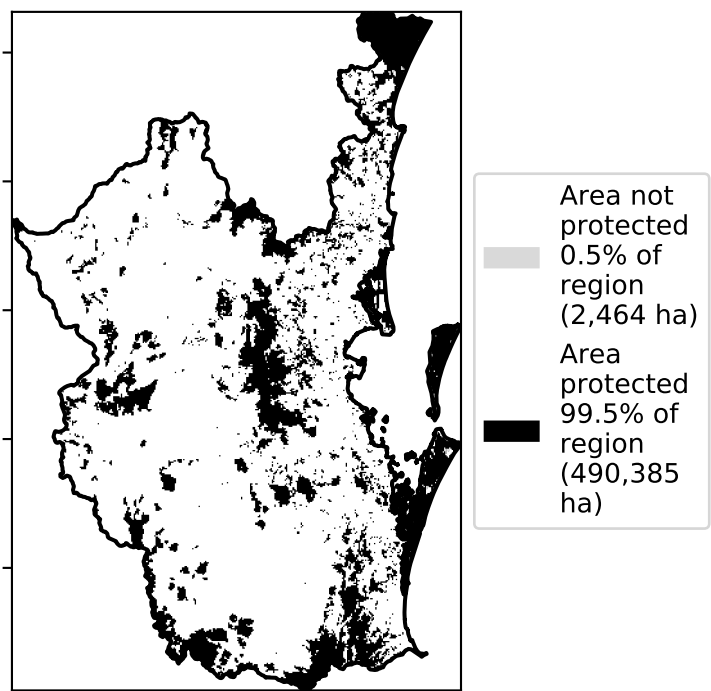 Area not
protected
0.5% of
region
(2,464 ha)
Area
protected
99.5% of
region
(490,385
ha)